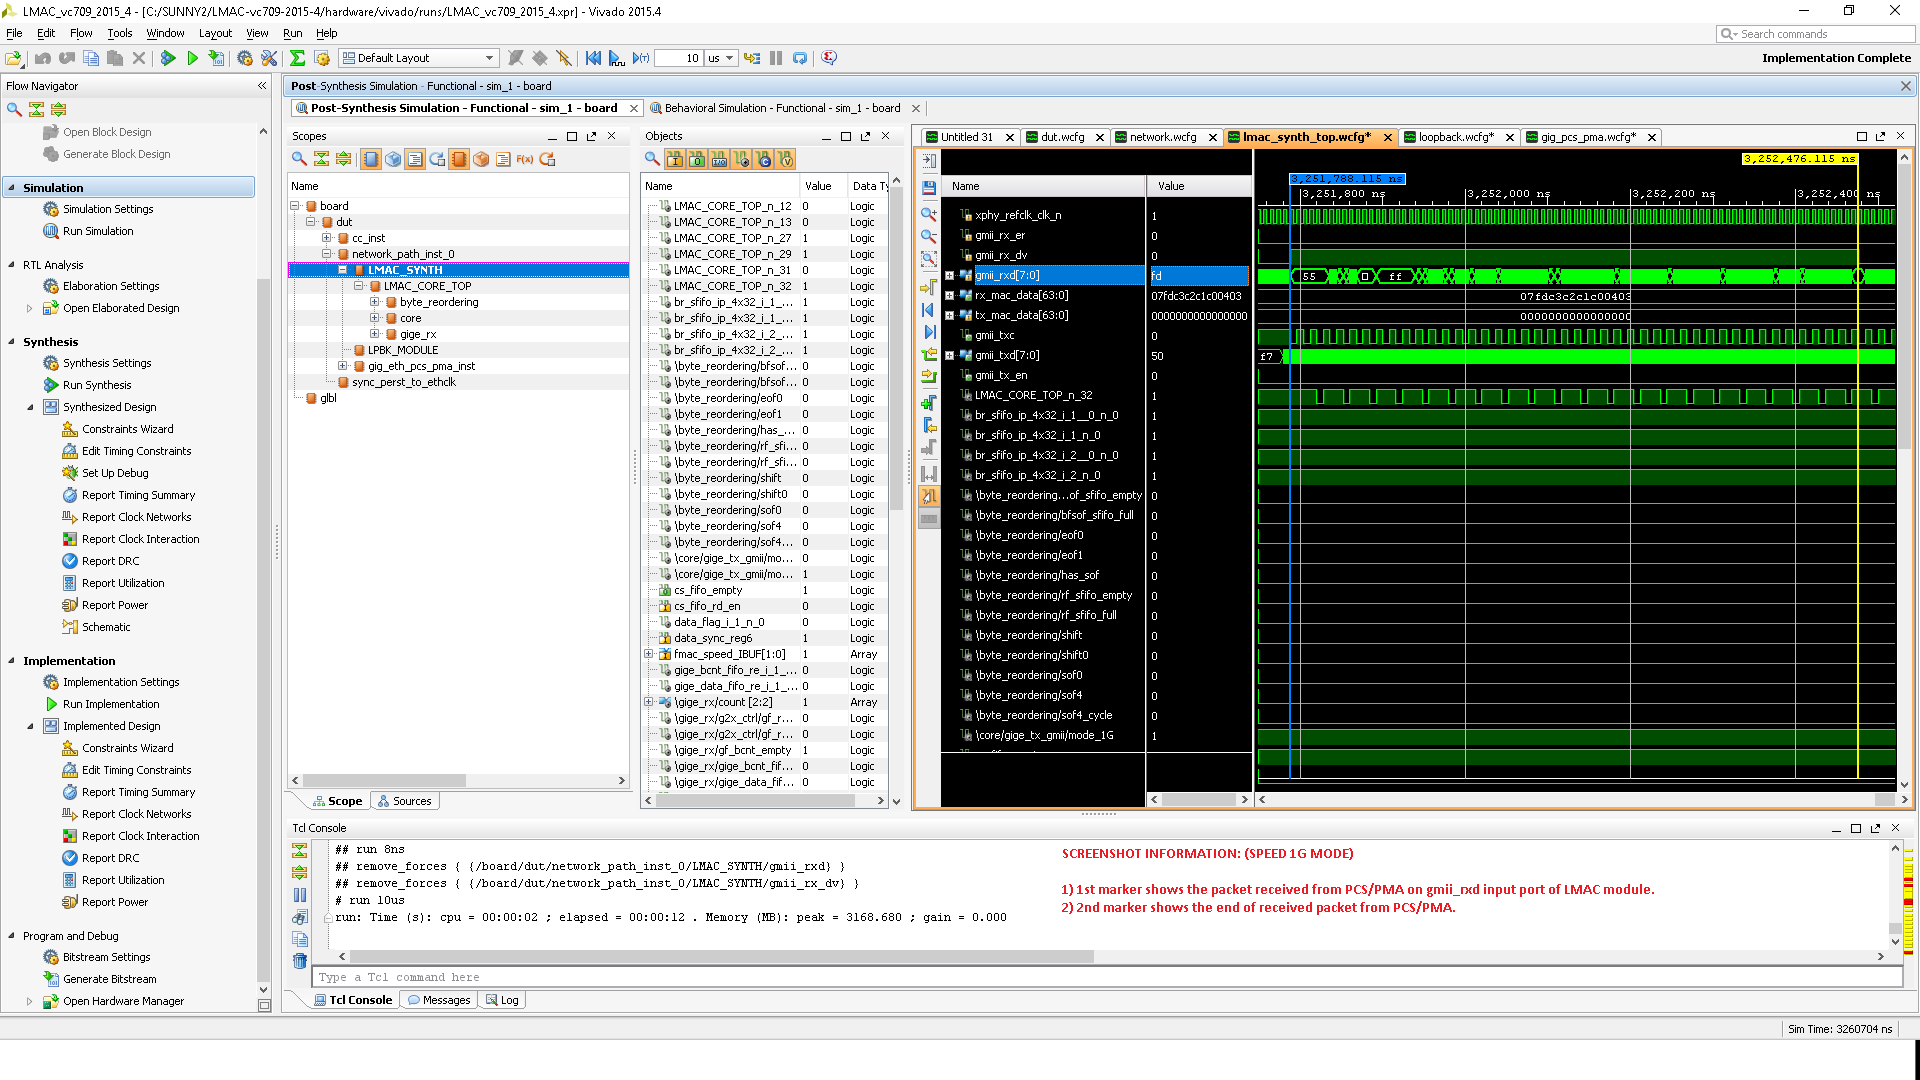 LMAC_vc709_2015_4 - [C:/SUNNY2/LMAC-vc709-2015-4/hardware/vivado/runs/LMAC_vc709_2015_4.xpr] - Vivado 2015.4
File Edit Flow Tools Window Layout View Run Help
Search commands
Default Layout
10 us
Implementation Complete
Flow Navigator
Open Block Design
Generate Block Design
Simulation
Simulation Settings
Run Simulation
RTL Analysis
Elaboration Settings
Open Elaborated Design
Synthesis
Synthesis Settings
Run Synthesis
Synthesized Design
Constraints Wizard
Edit Timing Constraints
Set Up Debug
Report Timing Summary
Report Clock Networks
Report Clock Interaction
Report DRC
Report Utilization
Report Power
Schematic
Implementation
Implementation Settings
Run Implementation
Implemented Design
Constraints Wizard
Edit Timing Constraints
Report Timing Summary
Report Clock Networks
Report Clock Interaction
Report DRC
Report Utilization
Report Power
Program and Debug
Bitstream Settings
Generate Bitstream
Open Hardware Manager
Post-Synthesis Simulation - Functional - sim_1 - board
Post-Synthesis Simulation - Functional - sim_1 - board
Behavioral Simulation - Functional - sim_1 - board
Scopes
Name
board
dut
cc_inst
network_path_inst_0
LMAC_SYNTH
LMAC_CORE_TOP
byte_reordering
core
gige_rx
LPBK_MODULE
gig_eth_pcs_pma_inst
sync_perst_to_ethclk
glbl
Scope Sources
Objects
Name Value Data Ty
LMAC_CORE_TOP_n_12 0 Logic
LMAC_CORE_TOP_n_13 0 Logic
LMAC_CORE_TOP_n_27 1 Logic
LMAC_CORE_TOP_n_29 1 Logic
LMAC_CORE_TOP_n_31 0 Logic
LMAC_CORE_TOP_n_32 0 Logic
br_sfifo_ip_4x32_i_1_... 1 Logic
br_sfifo_ip_4x32_i_1_... 0 Logic
br_sfifo_ip_4x32_i_2_... 1 Logic
br_sfifo_ip_4x32_i_2_... 1 Logic
\byte_reordering/bfsof... 0 Logic
\byte_reordering/bfsof... 0 Logic
\byte_reordering/eof0 0 Logic
\byte_reordering/eof1 0 Logic
\byte_reordering/has_... 0 Logic
\byte_reordering/rf_sfi... 0 Logic
\byte_reordering/rf_sfi... 0 Logic
\byte_reordering/shift 0 Logic
\byte_reordering/shift0 0 Logic
\byte_reordering/sof0 0 Logic
\byte_reordering/sof4 0 Logic
\byte_reordering/sof4... 0 Logic
\core/gige_tx_gmii/mo... 0 Logic
\core/gige_tx_gmii/mo... 1 Logic
cs_fifo_empty 1 Logic
cs_fifo_rd_en 0 Logic
data_flag_i_1_n_0 0 Logic
data_sync_reg6 1 Logic
fmac_speed_IBUF[1:0] 1 Array
gige_bcnt_fifo_re_i_1_... 0 Logic
gige_data_fifo_re_i_1_... 0 Logic
\gige_rx/count [2:2] 1 Array
\gige_rx/g2x_ctrl/gf_r... 0 Logic
\gige_rx/g2x_ctrl/gf_r... 0 Logic
\gige_rx/gf_bcnt_empty 1 Logic
\gige_rx/gige_bcnt_fif... 0 Logic
\gige_rx/gige_data_fif... 0 Logic
Untitled 31 dut.wcfg network.wcfg lmac_synth_top.wcfg* loopback.wcfg* gig_pcs_pma.wcfg*
3,252,476.115 ns
3,251,788.115 ns
Name Value
3,251,800 ns 3,252,000 ns 3,252,200 ns 3,252,400 ns
xphy_refclk_clk_n 1
gmii_rx_er 0
gmii_rx_dv 0
gmii_rxd[7:0] fd 55 ff
rx_mac_data[63:0] 07fdc3c2c1c00403 07fdc3c2c1c00403
tx_mac_data[63:0] 0000000000000000 0000000000000000
gmii_txc 0
gmii_txd[7:0] 50 f7
gmii_tx_en 0
LMAC_CORE_TOP_n_32 1
br_sfifo_ip_4x32_i_1__0_n_0 1
br_sfifo_ip_4x32_i_1_n_0 1
br_sfifo_ip_4x32_i_2__0_n_0 1
br_sfifo_ip_4x32_i_2_n_0 1
\byte_reordering...of_sfifo_empty 0
\byte_reordering/bfsof_sfifo_full 0
\byte_reordering/eof0 0
\byte_reordering/eof1 0
\byte_reordering/has_sof 0
\byte_reordering/rf_sfifo_empty 0
\byte_reordering/rf_sfifo_full 0
\byte_reordering/shift 0
\byte_reordering/shift0 0
\byte_reordering/sof0 0
\byte_reordering/sof4 0
\byte_reordering/sof4_cycle 0
\core/gige_tx_gmii/mode_1G 1
Tcl Console
## run 8ns
## remove_forces { {/board/dut/network_path_inst_0/LMAC_SYNTH/gmii_rxd} }
## remove_forces { {/board/dut/network_path_inst_0/LMAC_SYNTH/gmii_rx_dv} }
# run 10us
run: Time (s): cpu = 00:00:02 ; elapsed = 00:00:12 . Memory (MB): peak = 3168.680 ; gain = 0.000
SCREENSHOT INFORMATION: (SPEED 1G MODE)
1) 1st marker shows the packet received from PCS/PMA on gmii_rxd input port of LMAC module.
2) 2nd marker shows the end of received packet from PCS/PMA.
Type a Tcl command here
Tcl Console Messages Log
Sim Time: 3260704 ns